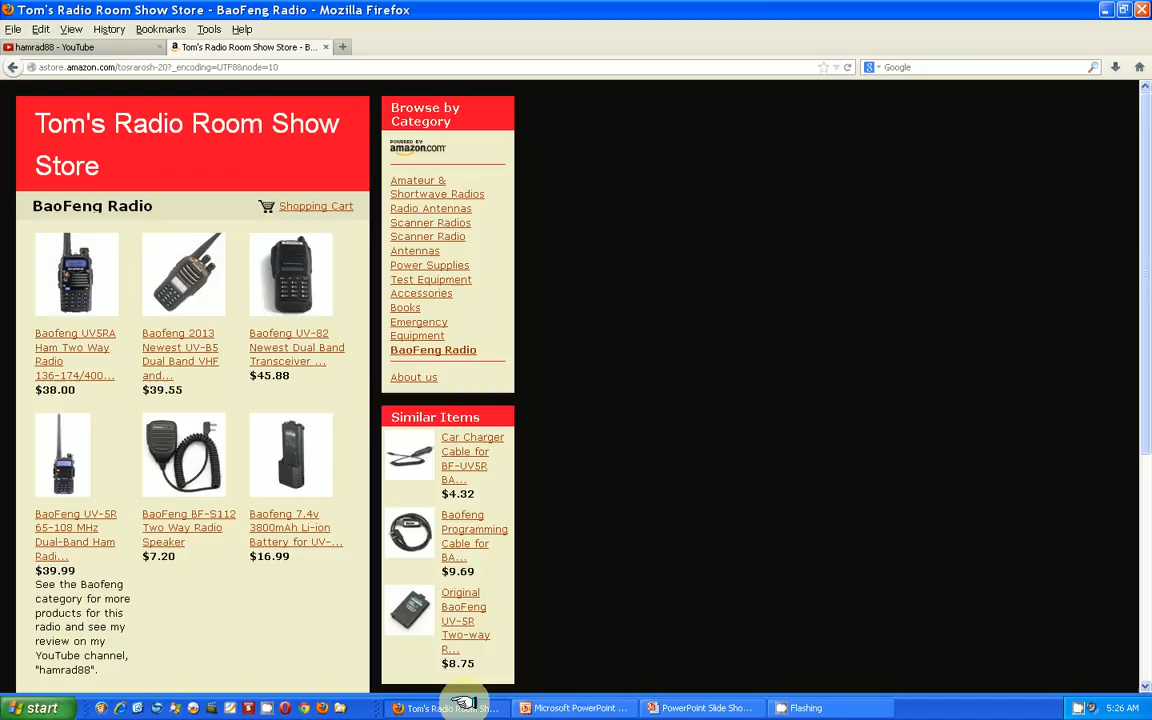 Tom's Radio Room Show Store - BaoFeng Radio - Mozilla Firefox
File Edit View History Bookmarks Tools Help
hamrad88 - YouTube
Tom's Radio Room Show Store - B...
astore.amazon.com/tosrarosh-20?_encoding=UTF8&node=10
Google
Tom's Radio Room Show
Store
BaoFeng Radio
Shopping Cart
Baofeng UV5RA
Ham Two Way
Radio
136-174/400...
$38.00
Baofeng 2013
Newest UV-B5
Dual Band VHF
and...
$39.55
Baofeng UV-82
Newest Dual Band
Transceiver ...
$45.88
BaoFeng UV-5R
65-108 MHz
Dual-Band Ham
Radi...
$39.99
See the Baofeng
category for more
products for this
radio and see my
review on my
YouTube channel,
"hamrad88".
BaoFeng BF-S112
Two Way Radio
Speaker
$7.20
Baofeng 7.4v
3800mAh Li-ion
Battery for UV-...
$16.99
Browse by
Category
POWERED BY
amazon.com
Amateur &
Shortwave Radios
Radio Antennas
Scanner Radios
Scanner Radio
Antennas
Power Supplies
Test Equipment
Accessories
Books
Emergency
Equipment
BaoFeng Radio
About us
Similar Items
Car Charger
Cable for
BF-UV5R
BA...
$4.32
Baofeng
Programming
Cable for
BA...
$9.69
Original
BaoFeng
UV-5R
Two-way
R...
$8.75
start
Tom's Radio Room Sh...
Microsoft PowerPoint ...
PowerPoint Slide Sho...
Flashing
5:26 AM